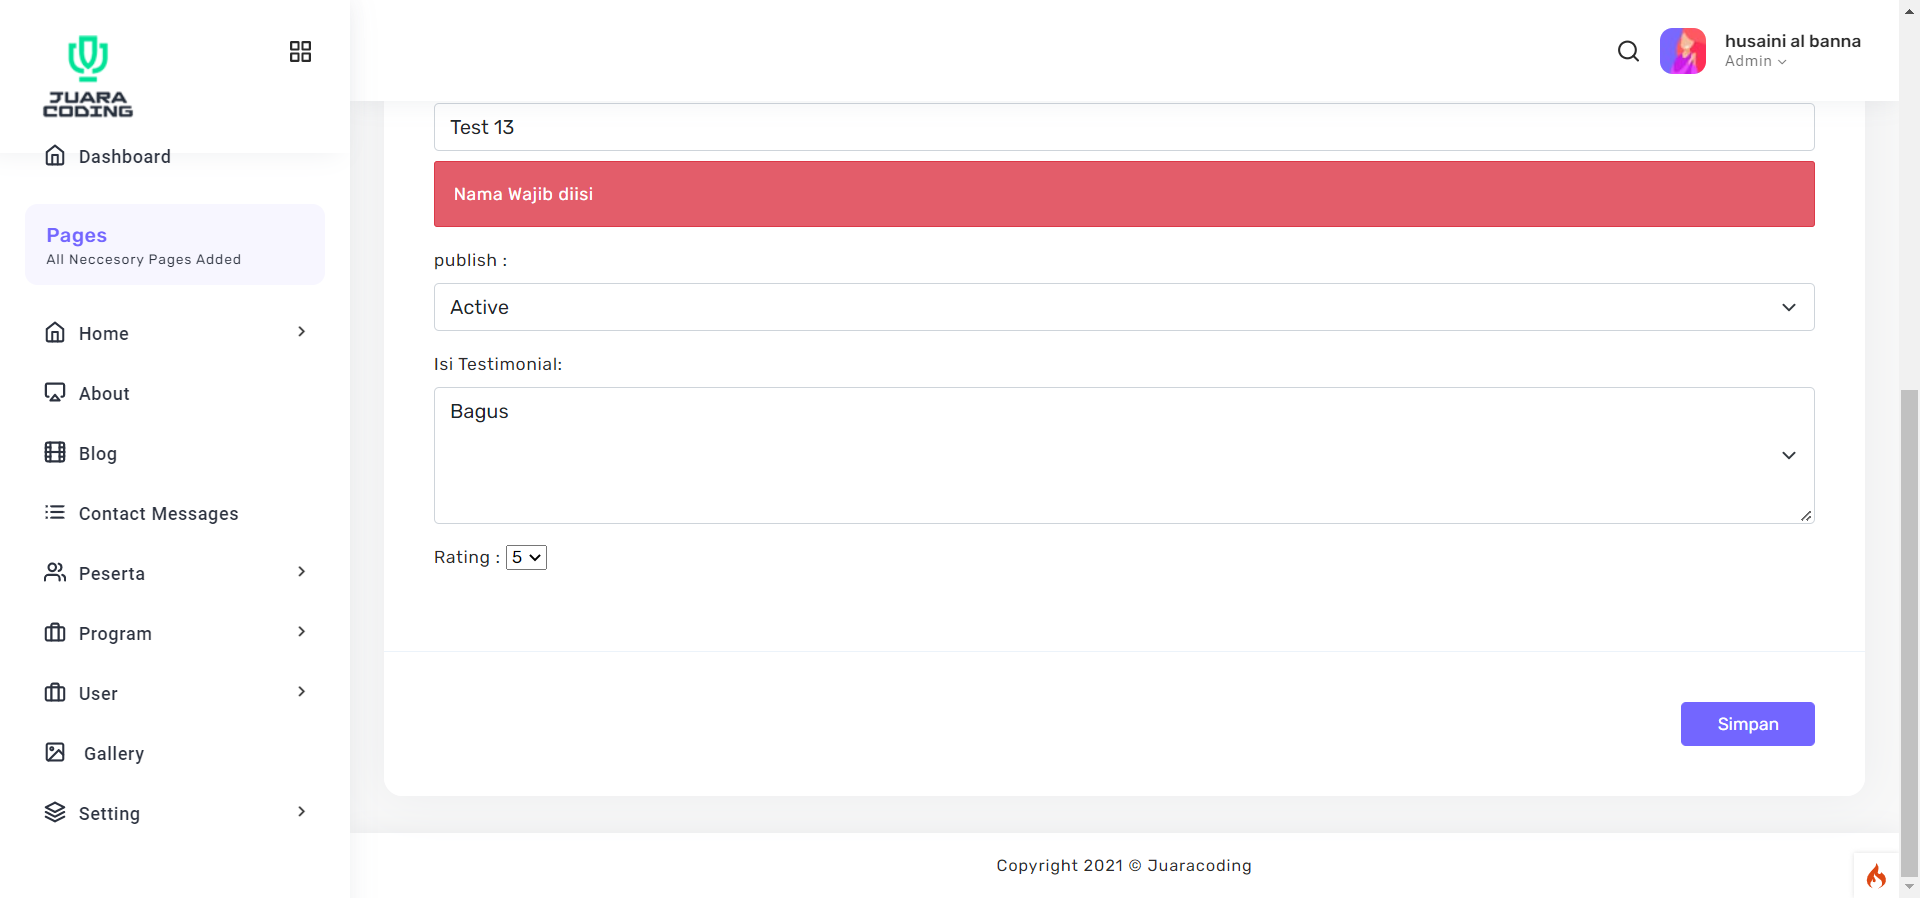 JUARA
CODING
Dashboard
Pages
All Neccesory Pages Added
Home
About
Blog
Contact Messages
Peserta
Program
User
Gallery
Setting
husaini al banna
Admin
Test 13
Nama Wajib diisi
publish :
Active
Isi Testimonial:
Bagus
Rating : 5
Simpan
Copyright 2021 © Juaracoding